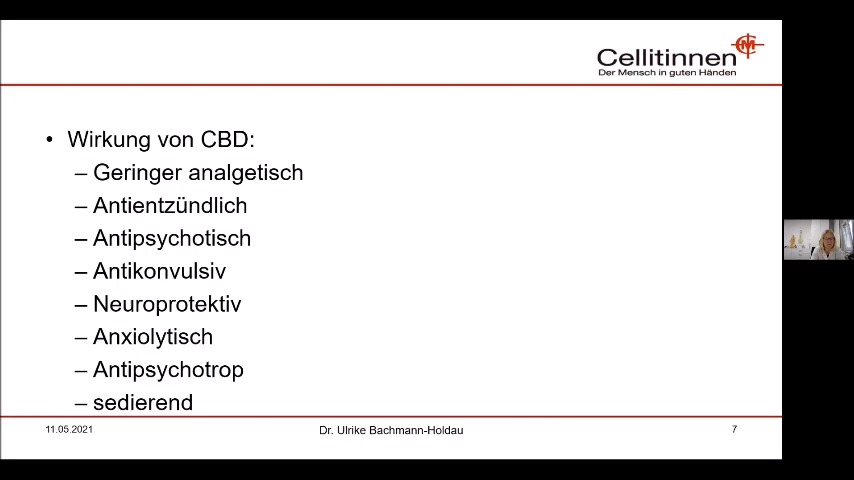 Cellitinnen
Der Mensch in guten Händen
• Wirkung von CBD:
– Geringer analgetisch
– Antientzündlich
– Antipsychotisch
– Antikonvulsiv
– Neuroprotektiv
– Anxiolytisch
– Antipsychotrop
– sedierend
11.05.2021 Dr. Ulrike Bachmann-Holdau 7